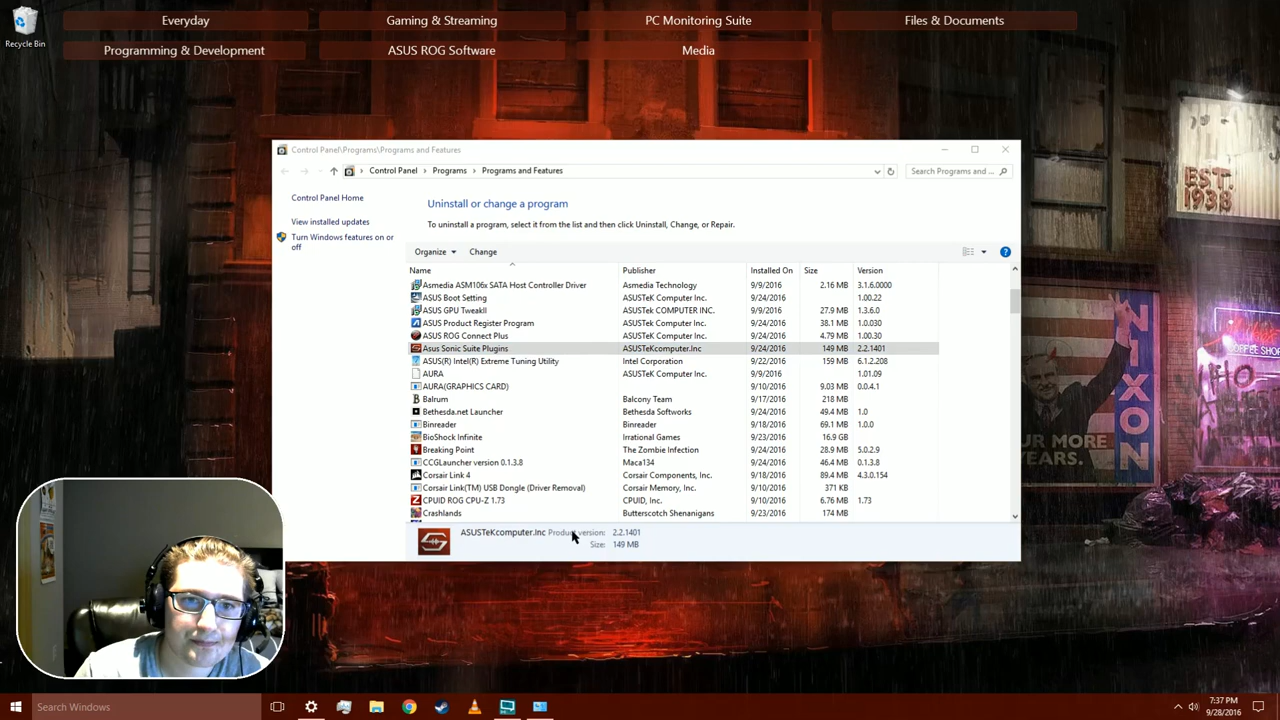 Everyday
Gaming & Streaming
PC Monitoring Suite
Files & Documents
Recycle Bin
Programming & Development
ASUS ROG Software
Media
Control Panel\Programs\Programs and Features
Control Panel > Programs > Programs and Features
Search Programs and ...
Control Panel Home
View installed updates
Turn Windows features on or off
Uninstall or change a program
To uninstall a program, select it from the list and then click Uninstall, Change, or Repair.
Organize Change
Name Publisher Installed On Size Version
Asmedia ASM106x SATA Host Controller Driver Asmedia Technology 9/9/2016 2.16 MB 3.1.6.0000
ASUS Boot Setting ASUSTeK Computer Inc. 9/24/2016 1.00.22
ASUS GPU TweakII ASUSTek COMPUTER INC. 9/24/2016 27.9 MB 1.3.6.0
ASUS Product Register Program ASUSTek Computer Inc. 9/24/2016 38.1 MB 1.0.030
ASUS ROG Connect Plus ASUSTeK Computer Inc. 9/24/2016 4.79 MB 1.00.30
Asus Sonic Suite Plugins ASUSTeKcomputer.Inc 9/24/2016 149 MB 2.2.1401
ASUS(R) Intel(R) Extreme Tuning Utility Intel Corporation 9/22/2016 159 MB 6.1.2.208
AURA ASUSTeK Computer Inc. 9/9/2016 1.01.09
AURA(GRAPHICS CARD) 9/10/2016 9.03 MB 0.0.4.1
Balrum Balcony Team 9/17/2016 218 MB
Bethesda.net Launcher Bethesda Softworks 9/24/2016 49.4 MB 1.0
Binreader Binreader 9/18/2016 69.1 MB 1.0.0
BioShock Infinite Irrational Games 9/23/2016 16.9 GB
Breaking Point The Zombie Infection 9/24/2016 28.9 MB 5.0.2.9
CCGLauncher version 0.1.3.8 Maca134 9/24/2016 46.4 MB 0.1.3.8
Corsair Link 4 Corsair Components, Inc. 9/18/2016 89.4 MB 4.3.0.154
Corsair Link(TM) USB Dongle (Driver Removal) Corsair Memory, Inc. 9/10/2016 371 KB
CPUID ROG CPU-Z 1.73 CPUID, Inc. 9/10/2016 6.76 MB 1.73
Crashlands Butterscotch Shenanigans 9/24/2016 174 MB
ASUSTeKcomputer.Inc Product version: 2.2.1401
Size: 149 MB
EST.
1938
NIXON
COFFEE SHOP
Search Windows
7:37 PM
9/28/2016